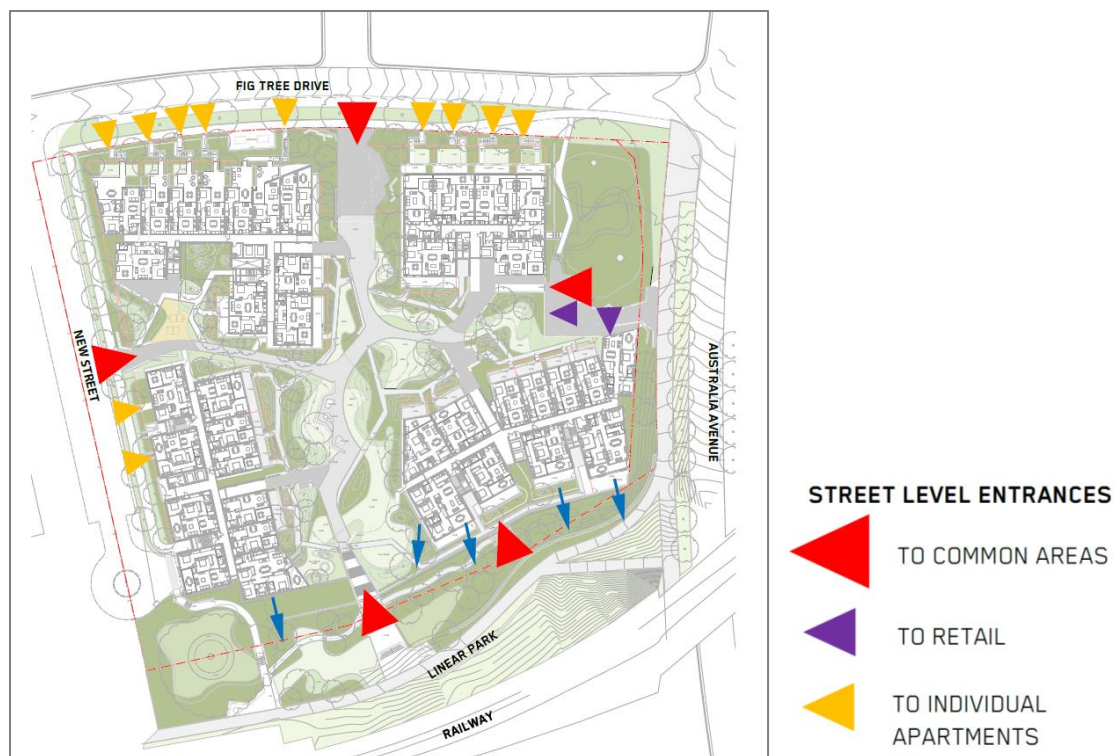 FIG TREE DRIVE
NEW STREET
AUSTRALIA AVENUE
LINEAR PARK
RAILWAY
STREET LEVEL ENTRANCES
TO COMMON AREAS
TO RETAIL
TO INDIVIDUAL
APARTMENTS